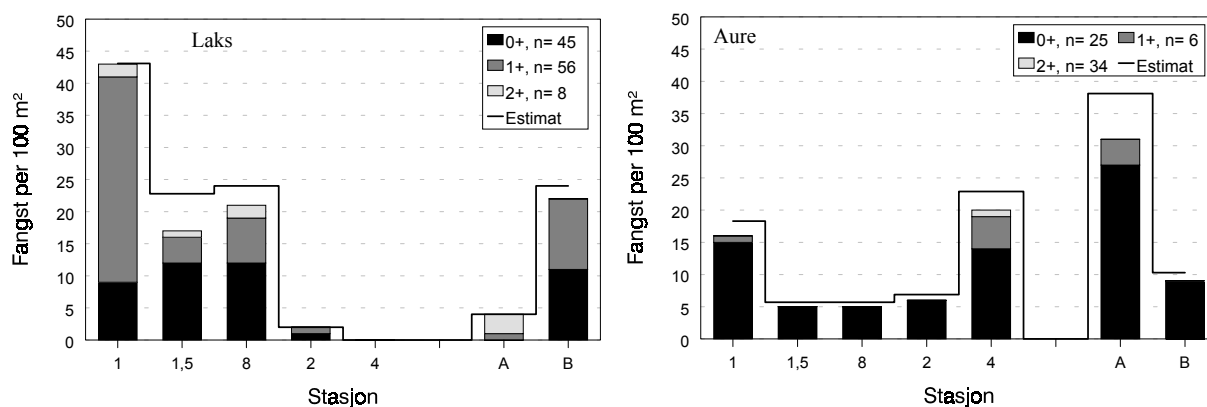 Laks
0+, n= 45
1+, n= 56
2+, n= 8
Estimat
Fangst per 100 m²
50
45
40
35
30
25
20
15
10
5
0
1 1,5 8 2 4 A B
Stasjon
Aure
0+, n= 25 1+, n= 6
2+, n= 34 Estimat
Fangst per 100 m²
50
45
40
35
30
25
20
15
10
5
0
1 1,5 8 2 4 A B
Stasjon